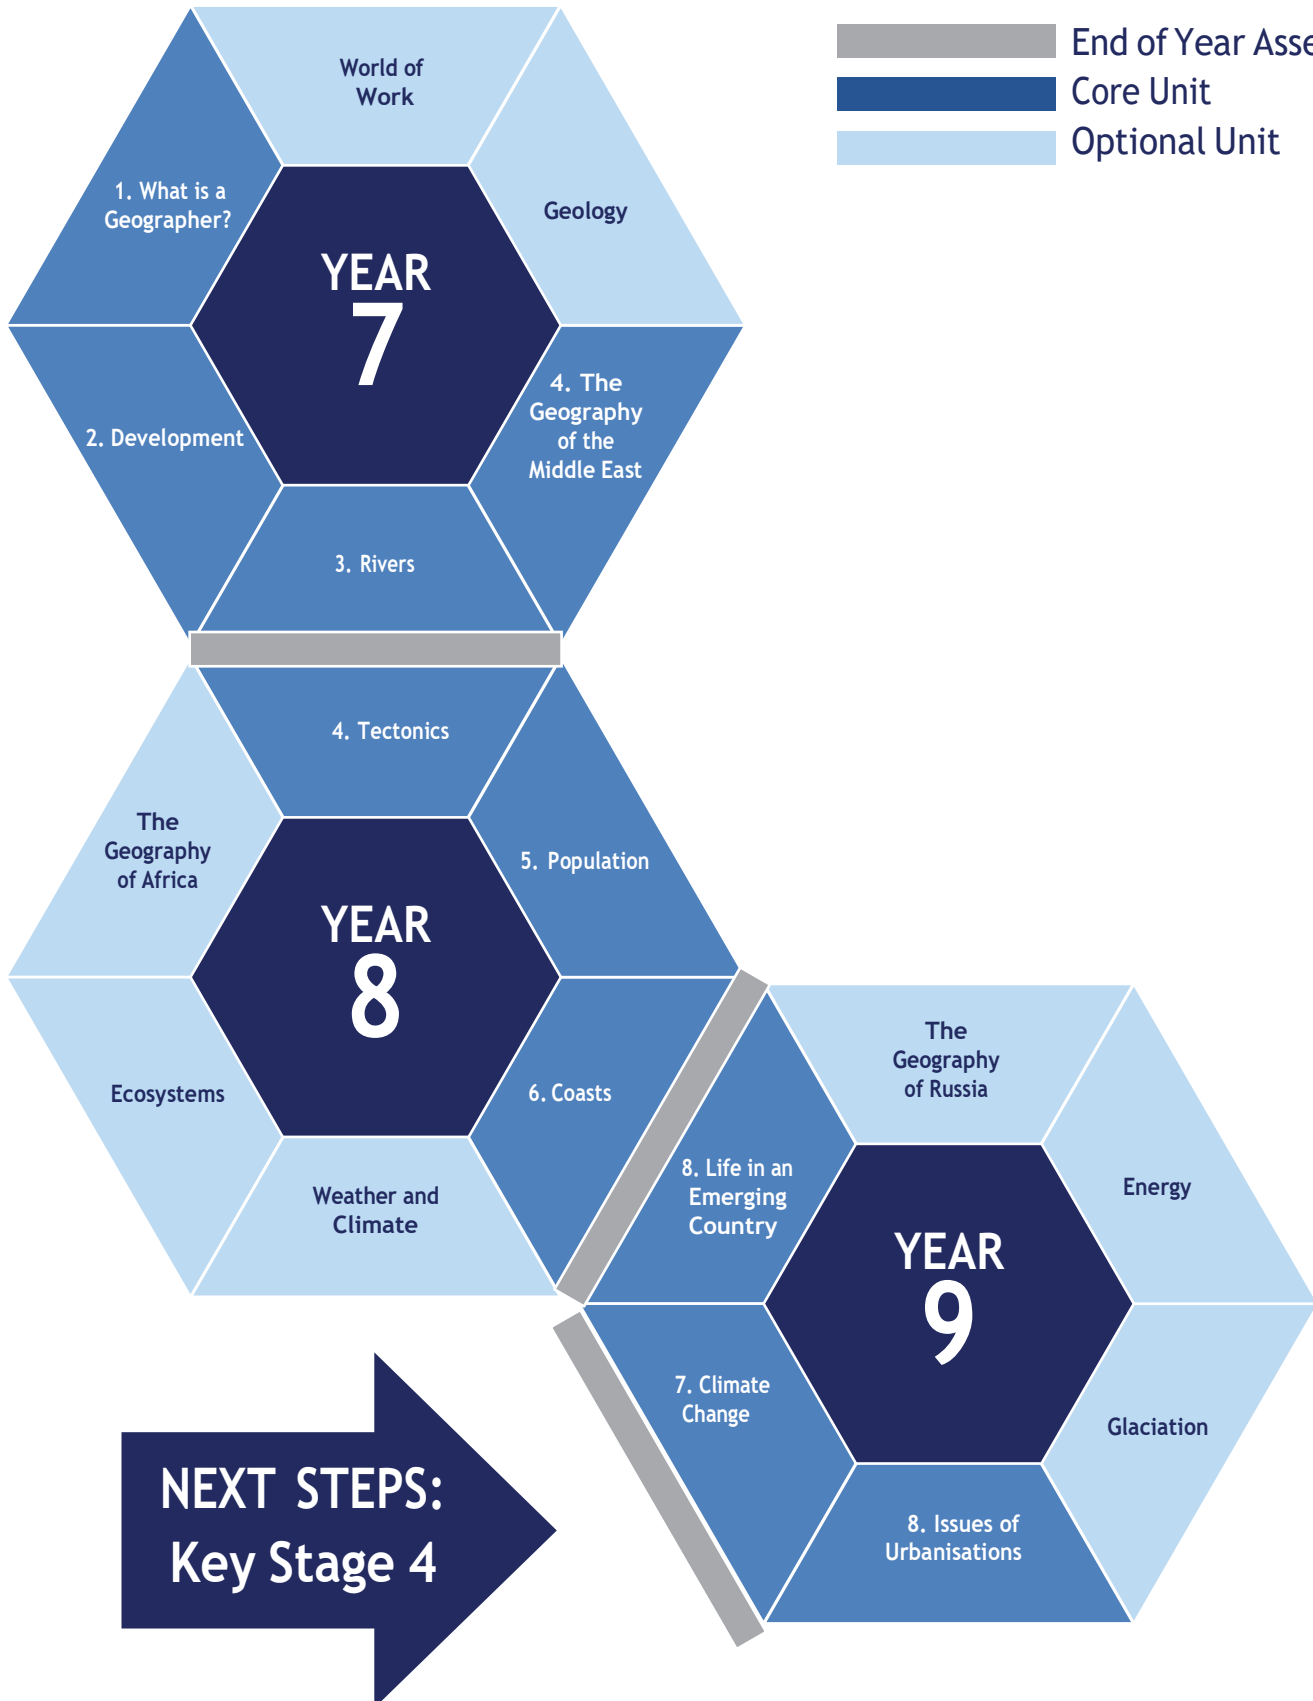 End of Year Asse
Core Unit
Optional Unit
World of
Work
1. What is a
Geographer?
Geology
YEAR
7
2. Development
4. The
Geography
of the
Middle East
3. Rivers
4. Tectonics
The
Geography
of Africa
5. Population
YEAR
8
Ecosystems
6. Coasts
Weather and
Climate
The
Geography
of Russia
8. Life in an
Emerging
Country
Energy
YEAR
9
7. Climate
Change
Glaciation
8. Issues of
Urbanisations
NEXT STEPS:
Key Stage 4